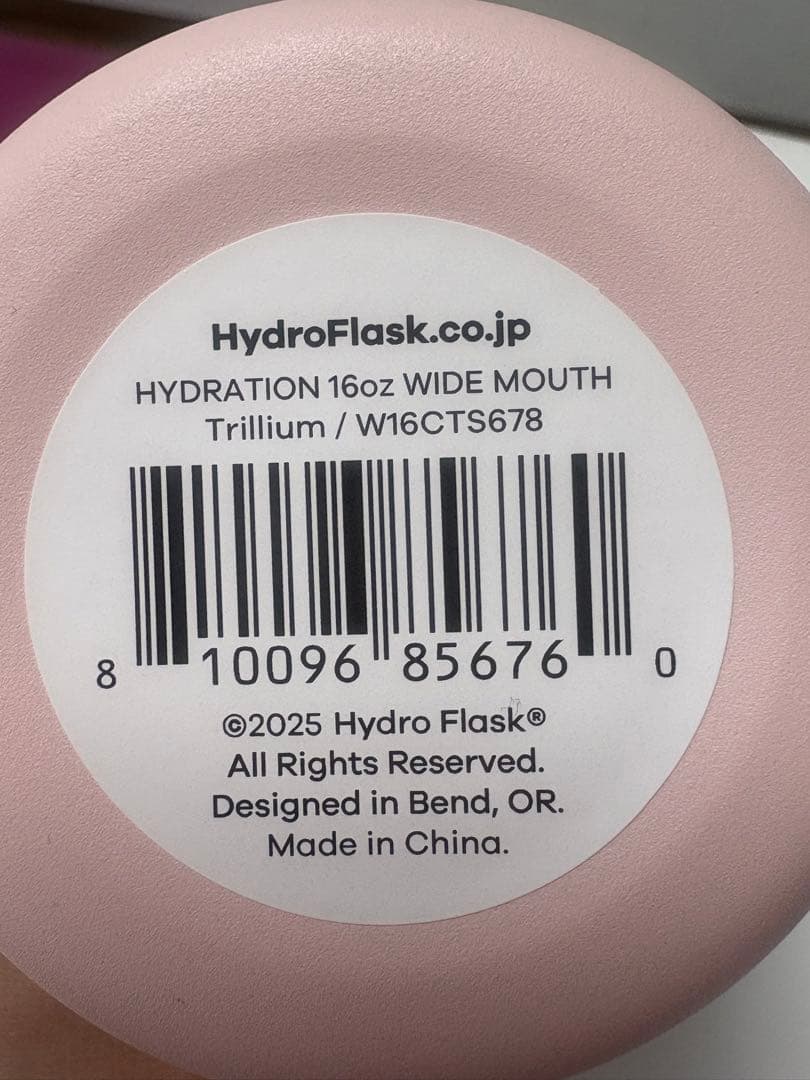 HydroFlask.co.jp
HYDRATION 16oz WIDE MOUTH
Trillium / W16CTS678
8 10096 85676 0
©2025 Hydro Flask®
All Rights Reserved.
Designed in Bend, OR.
Made in China.